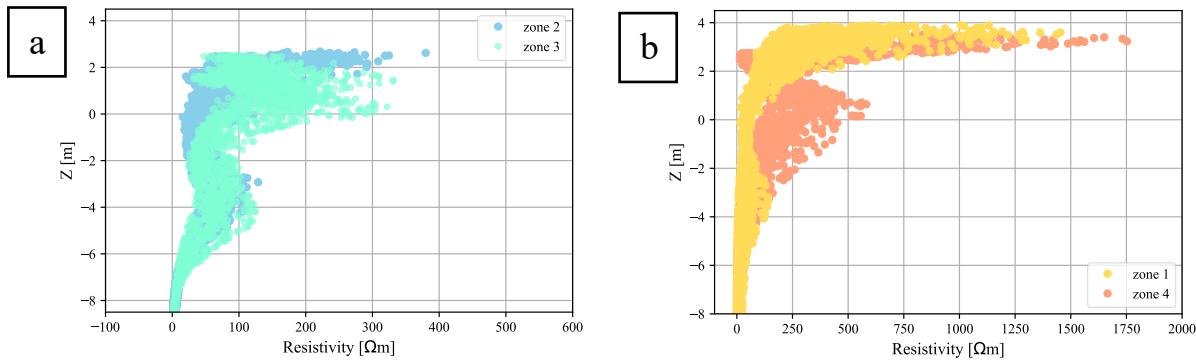 a
zone 2
zone 3
4
2
0
−2
−4
−6
−8
Z [m]
−100 0 100 200 300 400 500 600
Resistivity [Ωm]
b
4
2
0
−2
−4
−6
−8
Z [m]
zone 1
zone 4
0 250 500 750 1000 1250 1500 1750 2000
Resistivity [Ωm]